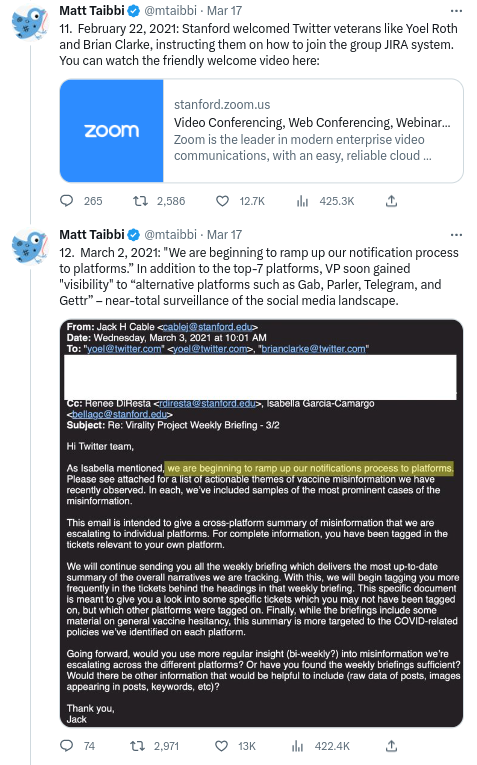 Matt Taibbi @mtaibbi · Mar 17
11. February 22, 2021: Stanford welcomed Twitter veterans like Yoel Roth
and Brian Clarke, instructing them on how to join the group JIRA system.
You can watch the friendly welcome video here:
zoom
stanford.zoom.us
Video Conferencing, Web Conferencing, Webinar...
Zoom is the leader in modern enterprise video
communications, with an easy, reliable cloud ...
265 2,586 12.7K 425.3K
Matt Taibbi @mtaibbi · Mar 17
12. March 2, 2021: "We are beginning to ramp up our notification process
to platforms.” In addition to the top-7 platforms, VP soon gained
"visibility" to “alternative platforms such as Gab, Parler, Telegram, and
Gettr” – near-total surveillance of the social media landscape.
From: Jack H Cable <cablej@stanford.edu>
Date: Wednesday, March 3, 2021 at 10:01 AM
To: "yoel@twitter.com" <yoel@twitter.com>, "brianclarke@twitter.com"
Cc: Renee DiResta <rdiresta@stanford.edu>, Isabella Garcia-Camargo
<bellagc@stanford.edu>
Subject: Re: Virality Project Weekly Briefing - 3/2
Hi Twitter team,
As Isabella mentioned, we are beginning to ramp up our notifications process to platforms.
Please see attached for a list of actionable themes of vaccine misinformation we have
recently observed. In each, we've included samples of the most prominent cases of the
misinformation.
This email is intended to give a cross-platform summary of misinformation that we are
escalating to individual platforms. For complete information, you have been tagged in the
tickets relevant to your own platform.
We will continue sending you all the weekly briefing which delivers the most up-to-date
summary of the overall narratives we are tracking. With this, we will begin tagging you more
frequently in the tickets behind the headings in that weekly briefing. This specific document
is meant to give you a look into some specific tickets which you may not have been tagged
on, but which other platforms were tagged on. Finally, while the briefings include some
material on general vaccine hesitancy, this summary is more targeted to the COVID-related
policies we've identified on each platform.
Going forward, would you use more regular insight (bi-weekly?) into misinformation we're
escalating across the different platforms? Or have you found the weekly briefings sufficient?
Would there be other information that would be helpful to include (raw data of posts, images
appearing in posts, keywords, etc)?
Thank you,
Jack
74 2,971 13K 422.4K